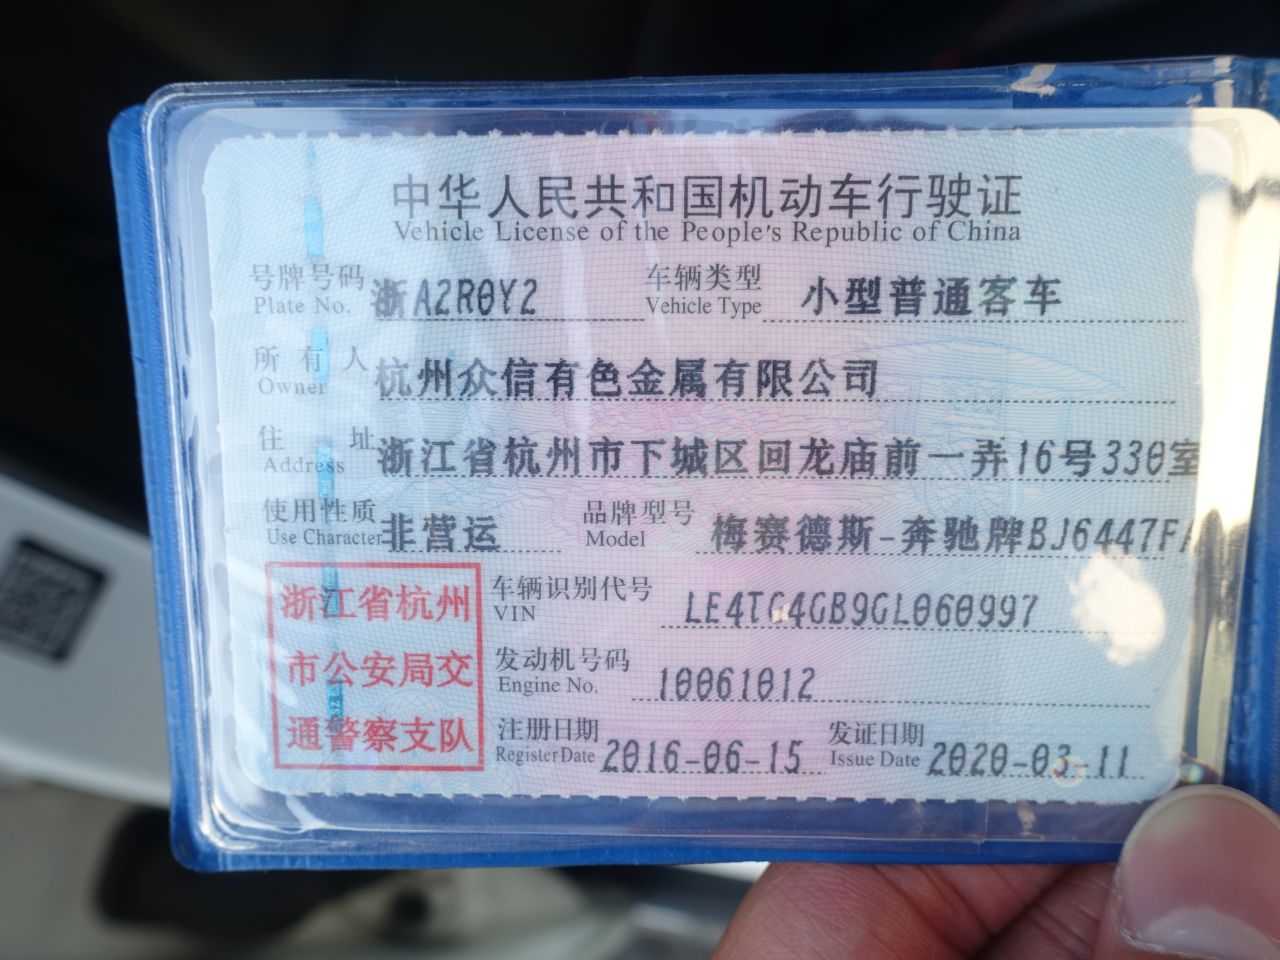 中华人民共和国机动车行驶证
Vehicle License of the People's Republic of China
号牌号码 浙A2R0Y2 车辆类型 小型普通客车
Plate No. Vehicle Type
所有人 杭州众信有色金属有限公司
Owner
住址 浙江省杭州市下城区回龙庙前一弄16号330室
Address
使用性质 非营运 品牌型号 梅赛德斯-奔驰牌BJ6447FA
Use Character Model
浙江省杭州
市公安局交
通警察支队
车辆识别代号 LE4TG4GB9GL060997
VIN
发动机号码 10061012
Engine No.
注册日期 2016-06-15 发证日期 2020-03-11
Register Date Issue Date